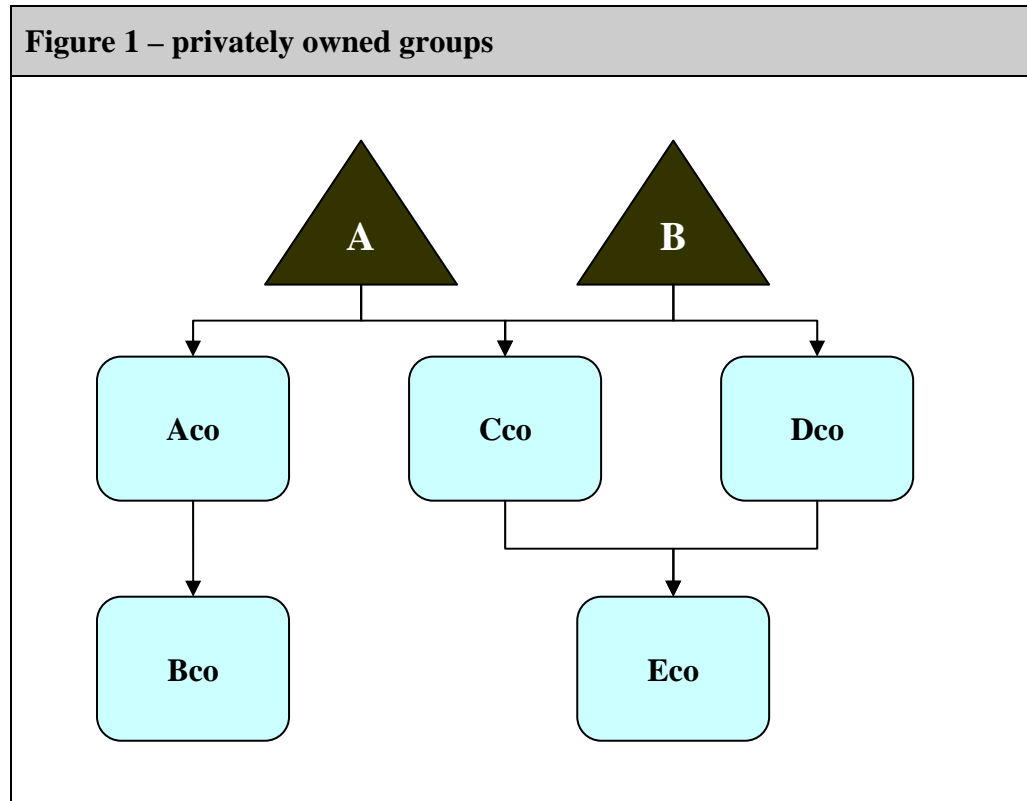 Figure 1 – privately owned groups
A
B
Aco
Cco
Dco
Bco
Eco